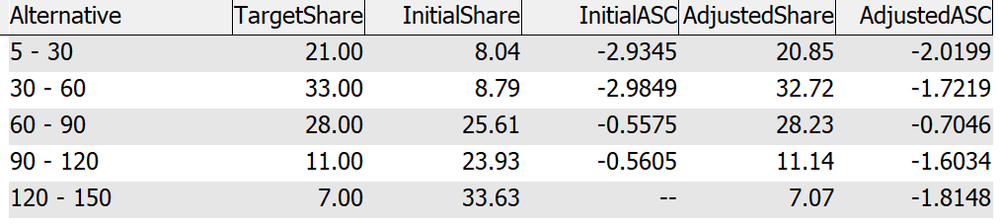 Alternative TargetShare InitialShare InitialASC AdjustedShare AdjustedASC
5 - 30 21.00 8.04 -2.9345 20.85 -2.0199
30 - 60 33.00 8.79 -2.9849 32.72 -1.7219
60 - 90 28.00 25.61 -0.5575 28.23 -0.7046
90 - 120 11.00 23.93 -0.5605 11.14 -1.6034
120 - 150 7.00 33.63 -- 7.07 -1.8148